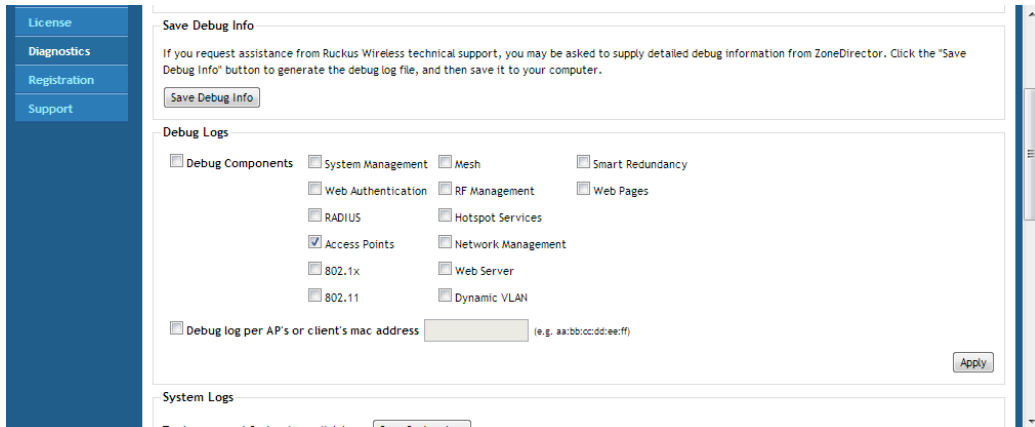 License
Diagnostics
Registration
Support
Save Debug Info
If you request assistance from Ruckus Wireless technical support, you may be asked to supply detailed debug information from ZoneDirector. Click the "Save
Debug Info" button to generate the debug log file, and then save it to your computer.
Save Debug Info
Debug Logs
Debug Components System Management Mesh Smart Redundancy
Web Authentication RF Management Web Pages
RADIUS Hotspot Services
Access Points Network Management
802.1x Web Server
802.11 Dynamic VLAN
Debug log per AP's or client's mac address (e.g. aa:bb:cc:dd:ee:ff)
Apply
System Logs